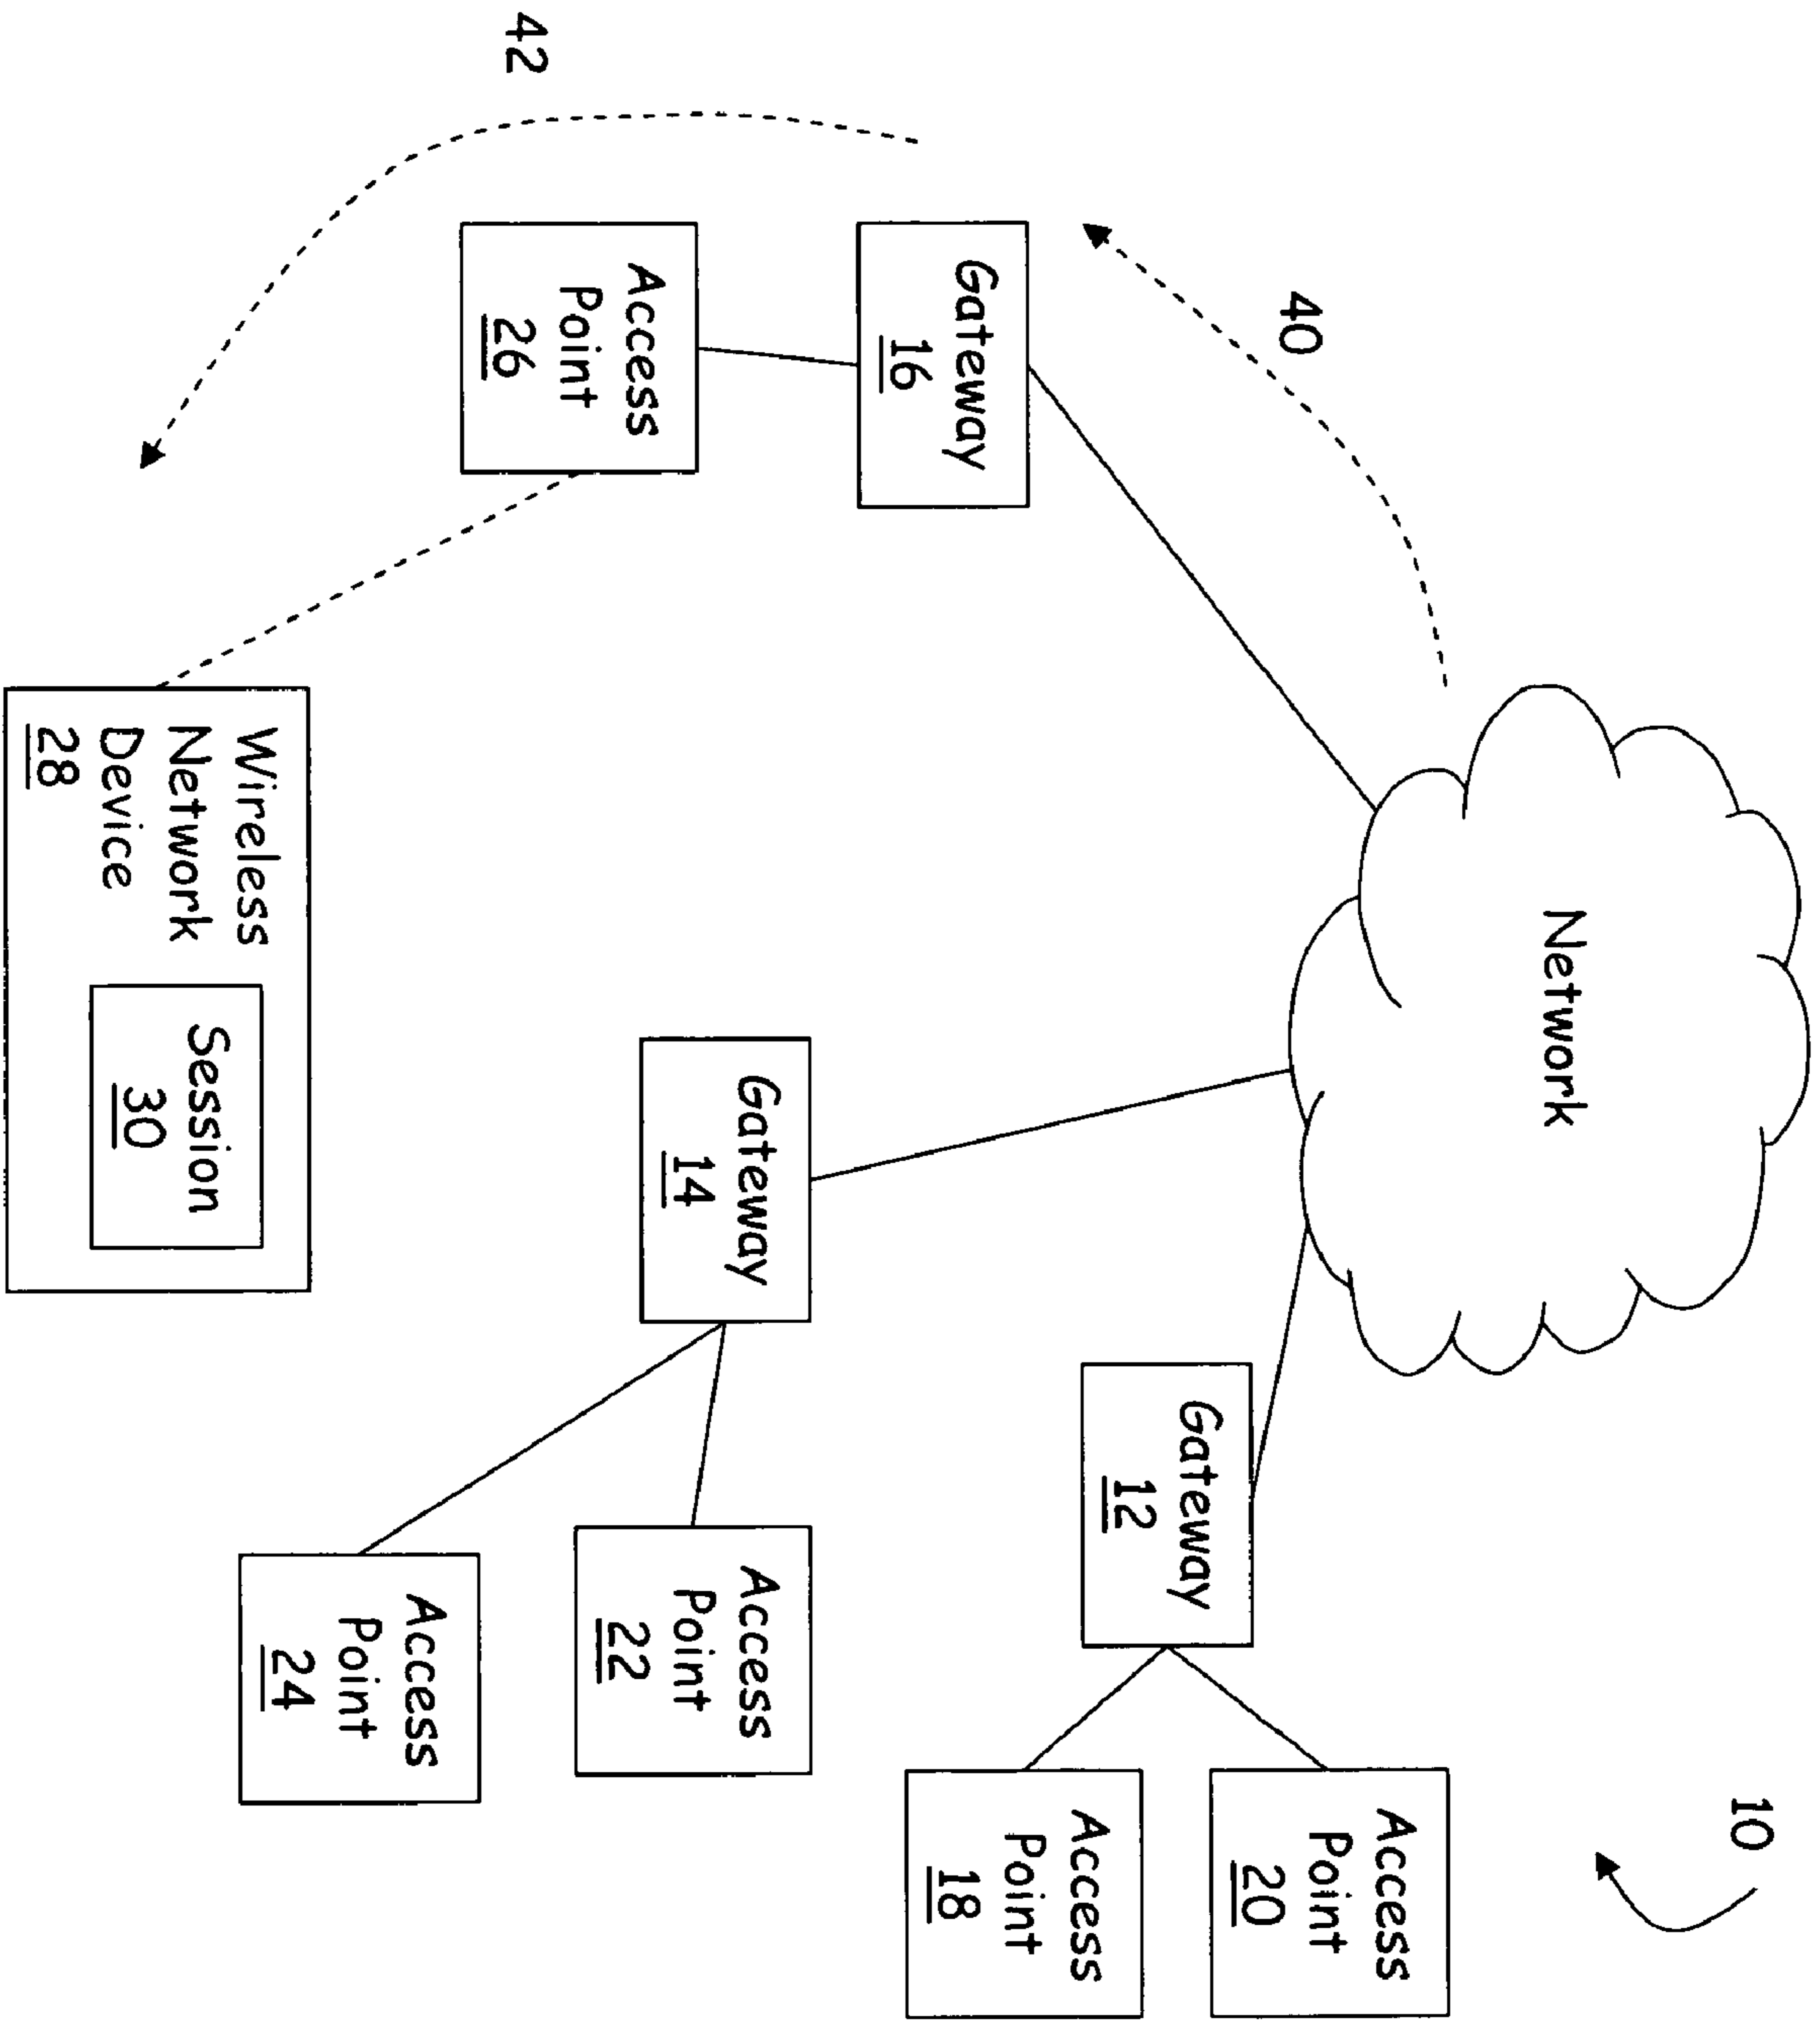 10
Network
Access
Point
20
40
Gateway
12
Access
Point
18
Gateway
16
Gateway
14
Access
Point
22
Access
Point
26
42
Access
Point
24
Wireless
Network
Device
28
Session
30